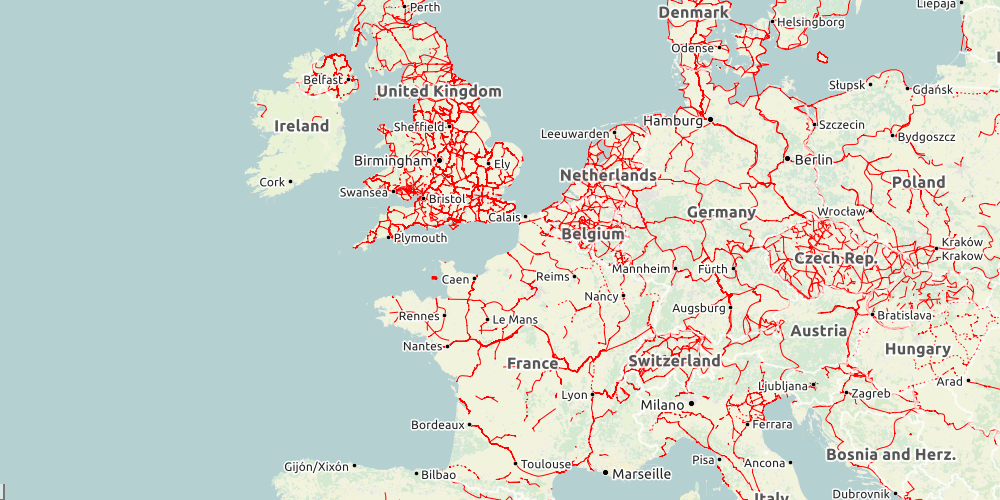 Perth
Denmark
Liepaja
Helsingborg
Odense
Belfast
United Kingdom
Słupsk
Gdańsk
Ireland
Sheffield
Hamburg
Szczecin
Leeuwarden
Bydgoszcz
Birmingham
Ely
Berlin
Netherlands
Cork
Swansea
Bristol
Poland
Calais
Germany
Wrocław
Plymouth
Belgium
Kraków
Krakow
Czech Rep.
Caen
Reims
Mannheim
Fürth
Nancy
Rennes
Le Mans
Augsburg
Bratislava
Austria
Nantes
Hungary
France
Switzerland
Ljubljana
Arad
Lyon
Milano
Zagreb
Bordeaux
Ferrara
Bosnia and Herz.
Gijón/Xixón
Bilbao
Toulouse
Marseille
Pisa
Ancona
Dubrovnik
Italy